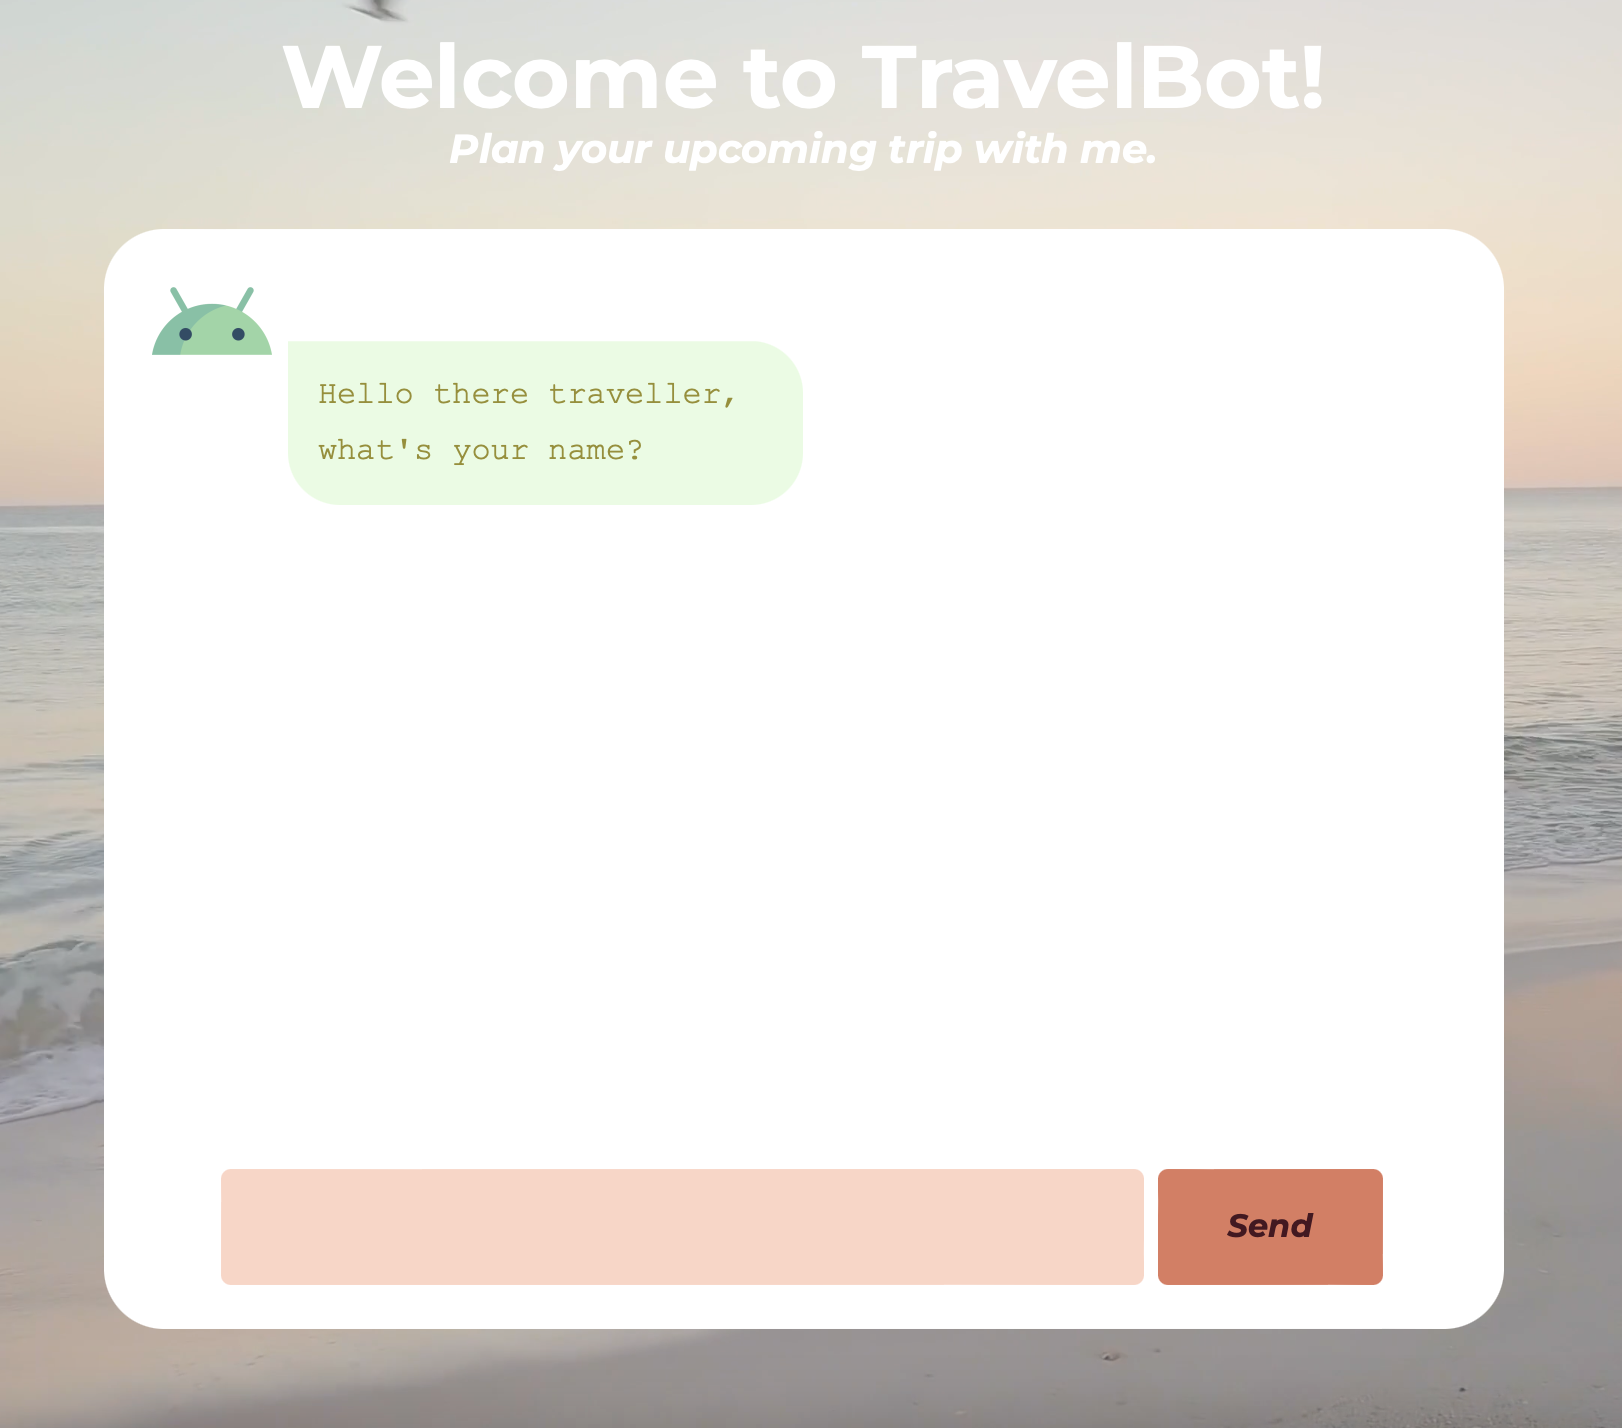 Welcome to TravelBot!
Plan your upcoming trip with me.
Hello there traveller,
what's your name?
Send